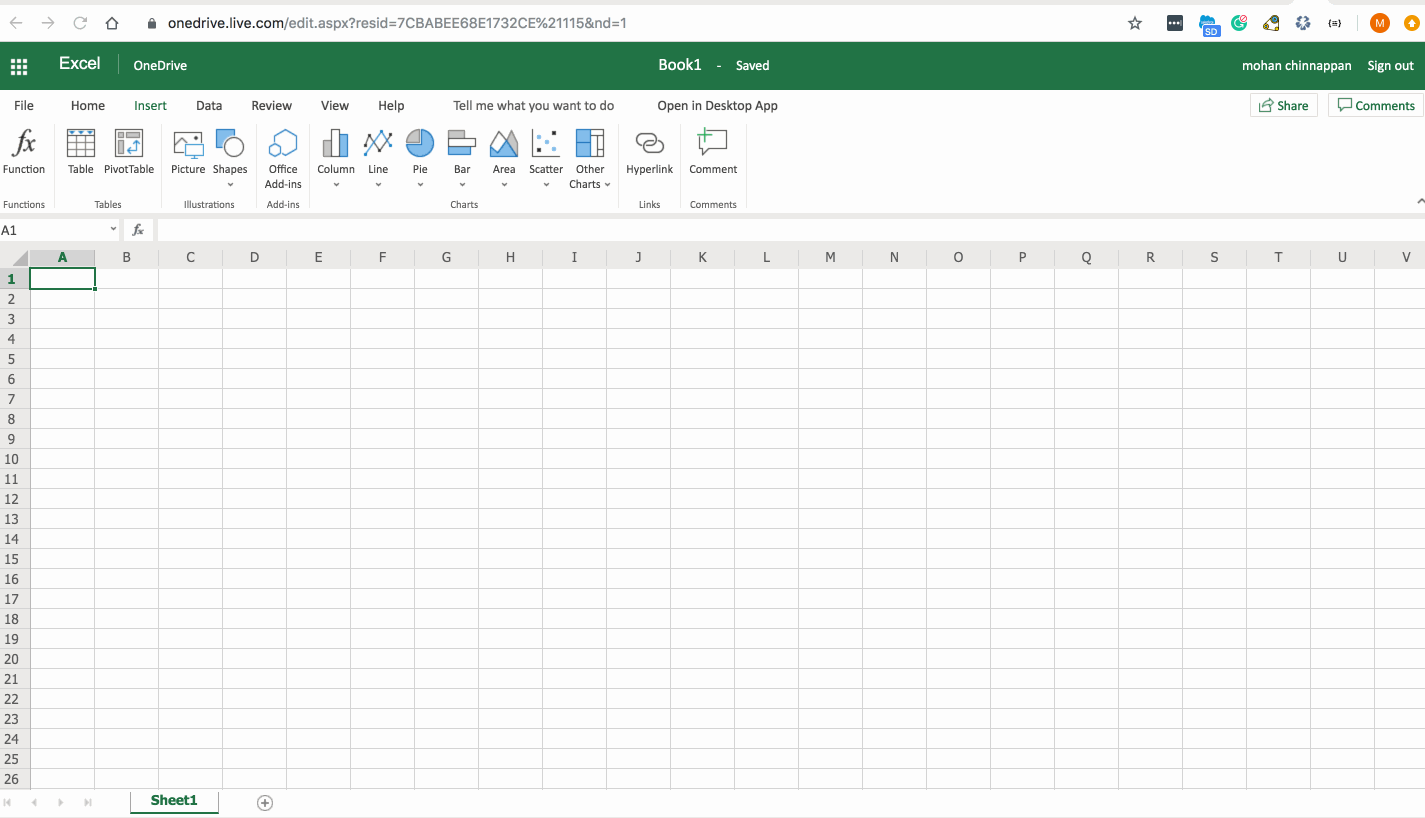 onedrive.live.com/edit.aspx?resid=7CBABEE68E1732CE%21115&nd=1
SD
{=}
M
Excel OneDrive Book1 - Saved mohan chinnappan Sign out
File Home Insert Data Review View Help Tell me what you want to do Open in Desktop App Share Comments
fx
Function Table PivotTable Picture Shapes Office Add-ins Column Line Pie Bar Area Scatter Other Charts Hyperlink Comment
Functions Tables Illustrations Add-ins Charts Links Comments
A1 fx
A B C D E F G H I J K L M N O P Q R S T U V
1
2
3
4
5
6
7
8
9
10
11
12
13
14
15
16
17
18
19
20
21
22
23
24
25
26
Sheet1